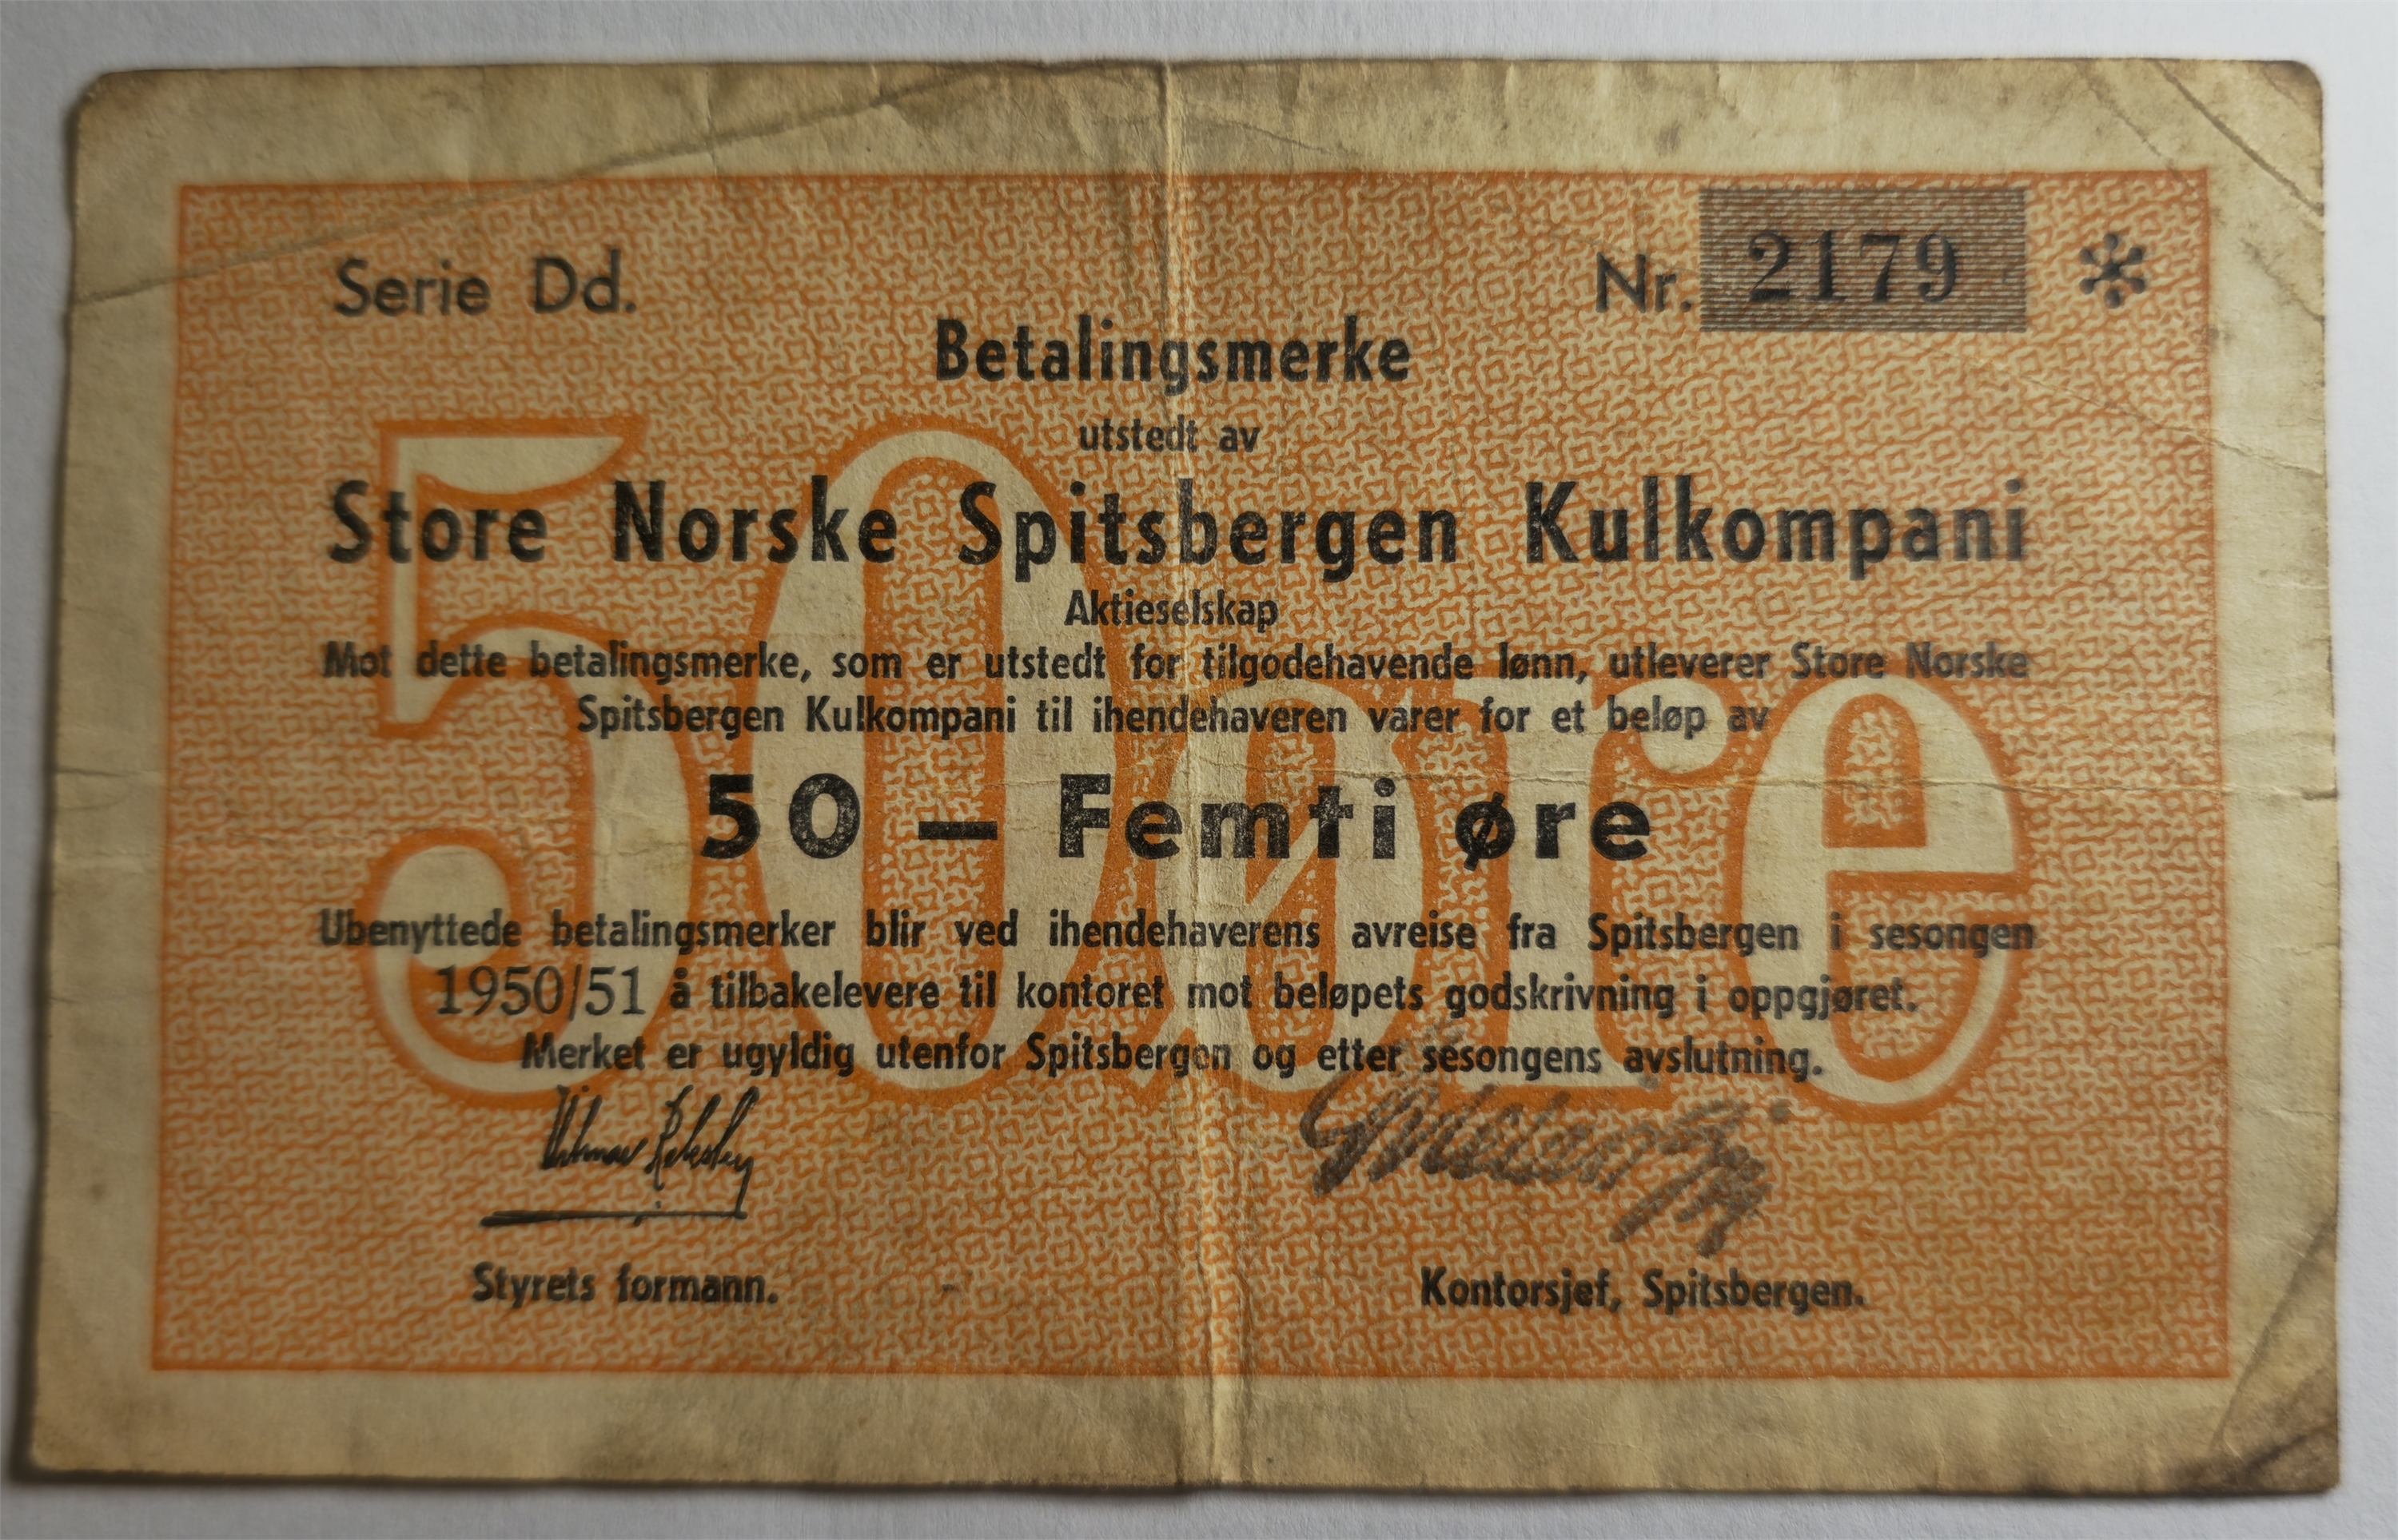 Serie Dd.
Nr. 2179 *
Betalingsmerke
utstedt av
Store Norske Spitsbergen Kulkompani
Aktieselskap
Mot dette betalingsmerke, som er utstedt for tilgodehavende lønn, utleverer Store Norske
Spitsbergen Kulkompani til ihendehaveren varer for et beløp av
50 øre
50 — Femti øre
Ubenyttede betalingsmerker blir ved ihendehaverens avreise fra Spitsbergen i sesongen
1950/51 å tilbakelevere til kontoret mot beløpets godskrivning i oppgjøret.
Merket er ugyldig utenfor Spitsbergen og etter sesongens avslutning.
Styrets formann.
Kontorsjef, Spitsbergen.